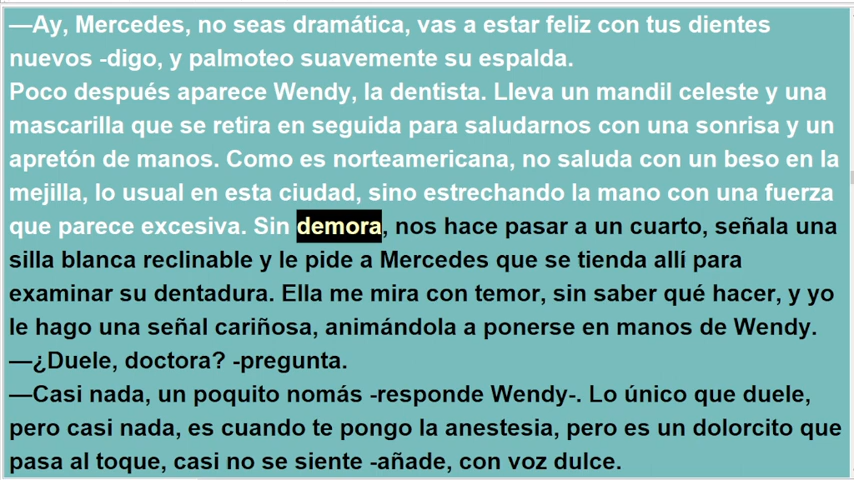 —Ay, Mercedes, no seas dramática, vas a estar feliz con tus dientes
nuevos -digo, y palmoteo suavemente su espalda.
Poco después aparece Wendy, la dentista. Lleva un mandil celeste y una
mascarilla que se retira en seguida para saludarnos con una sonrisa y un
apretón de manos. Como es norteamericana, no saluda con un beso en la
mejilla, lo usual en esta ciudad, sino estrechando la mano con una fuerza
que parece excesiva. Sin demora, nos hace pasar a un cuarto, señala una
silla blanca reclinable y le pide a Mercedes que se tienda allí para
examinar su dentadura. Ella me mira con temor, sin saber qué hacer, y yo
le hago una señal cariñosa, animándola a ponerse en manos de Wendy.
—¿Duele, doctora? -pregunta.
—Casi nada, un poquito nomás -responde Wendy-. Lo único que duele,
pero casi nada, es cuando te pongo la anestesia, pero es un dolorcito que
pasa al toque, casi no se siente -añade, con voz dulce.